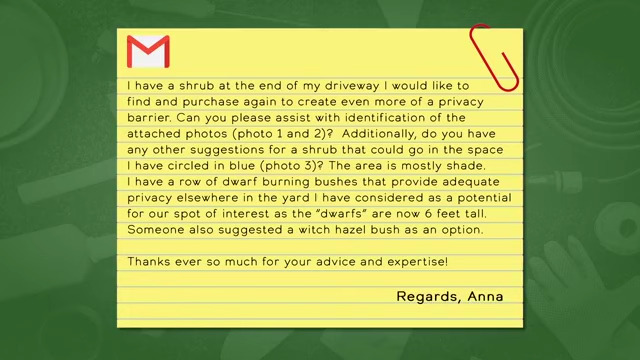 I have a shrub at the end of my driveway I would like to
find and purchase again to create even more of a privacy
barrier. Can you please assist with identification of the
attached photos (photo 1 and 2)?  Additionally, do you have
any other suggestions for a shrub that could go in the space
I have circled in blue (photo 3)? The area is mostly shade.
I have a row of dwarf burning bushes that provide adequate
privacy elsewhere in the yard I have considered as a potential
for our spot of interest as the “dwarfs” are now 6 feet tall.
Someone also suggested a witch hazel bush as an option.
Thanks ever so much for your advice and expertise!
Regards, Anna